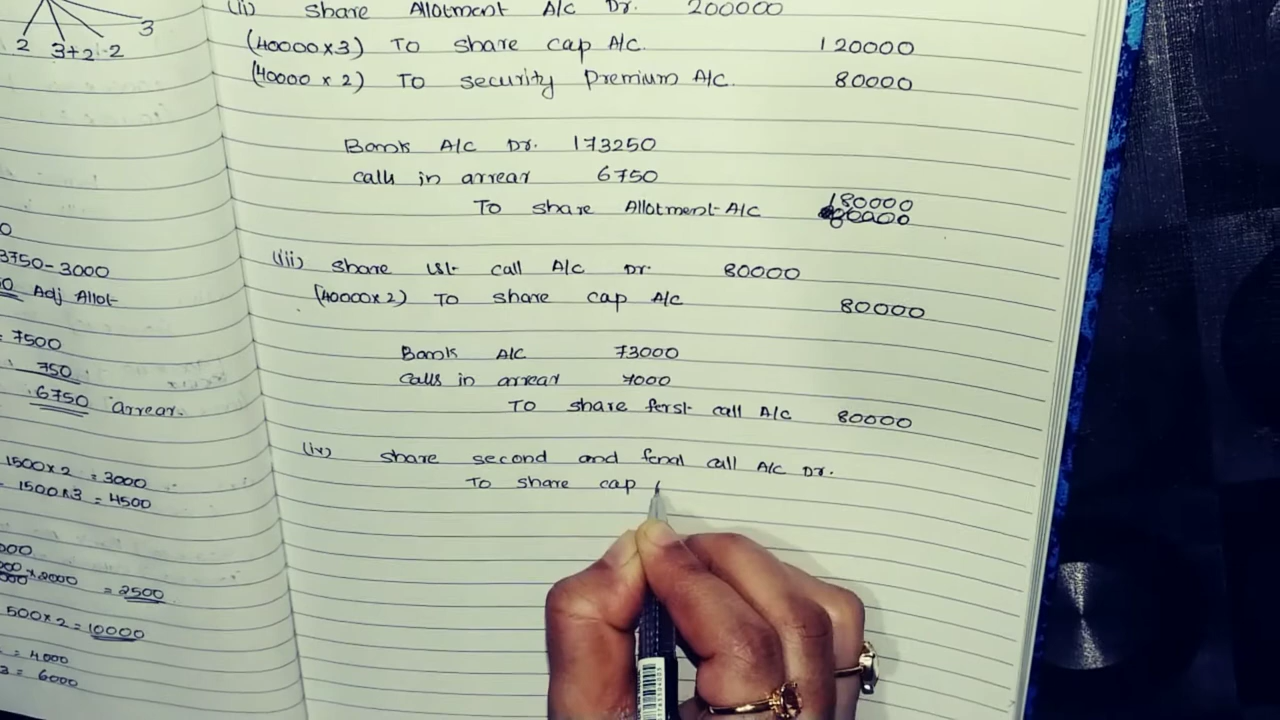 3
2 3+2 -2
0
3750-3000
Adj Allot
= 7500
750
6750 arrear.
1500x2 = 3000
1500x3 = 4500
= 2500
500x2 = 10000
= 4000
3 = 6000
(ii) share Allotment A/c Dr. 200000
(40000x3) To share cap A/c. 120000
(40000 x 2) To security Premium A/c. 80000
Bank A/c Dr. 173250
calls in arrear 6750
To share Allotment A/c 180000
(iii) share 1st call A/c Dr. 80000
(40000x2) To share cap A/c 80000
Bank A/c 73000
calls in arrear 7000
To share ferst call A/c 80000
(iv) share second and fenal call A/c Dr.
To share cap